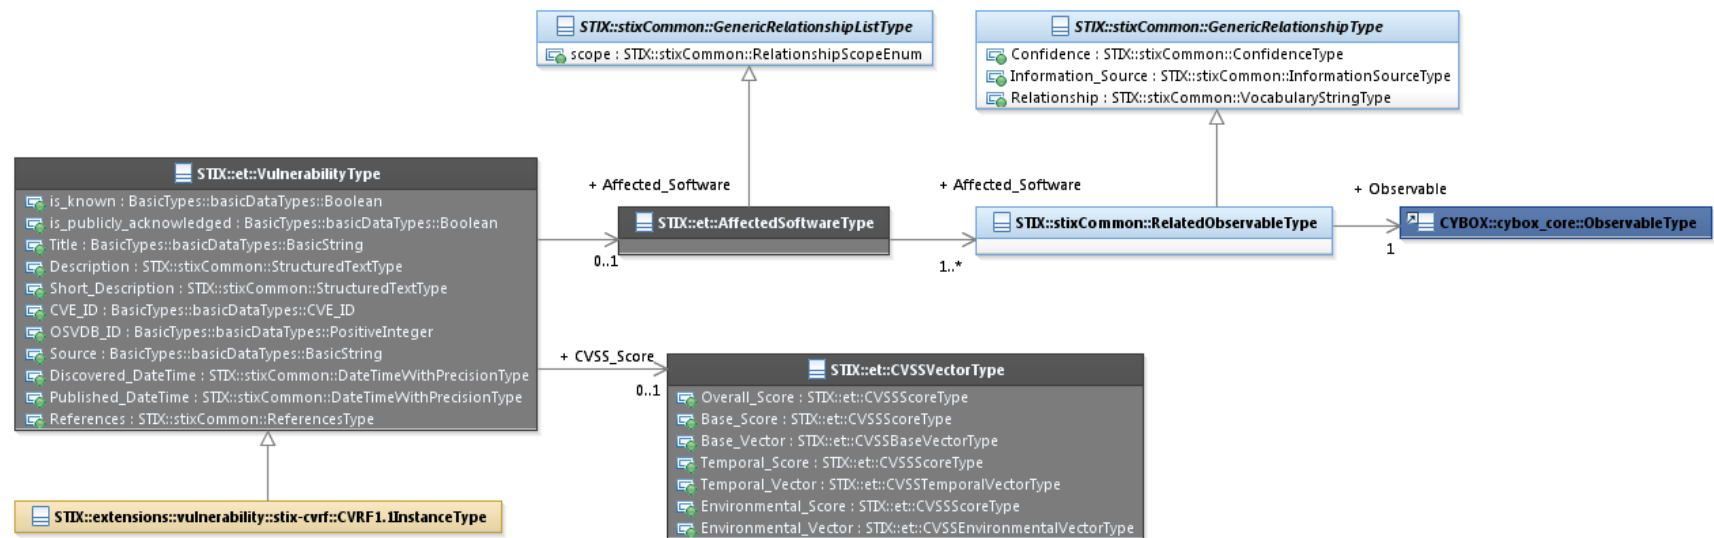 STIX::stixCommon::GenericRelationshipListType
scope : STIX::stixCommon::RelationshipScopeEnum
STIX::stixCommon::GenericRelationshipType
Confidence : STIX::stixCommon::ConfidenceType
Information_Source : STIX::stixCommon::InformationSourceType
Relationship : STIX::stixCommon::VocabularyStringType
STIX::et::VulnerabilityType
is_known : BasicTypes::basicDataTypes::Boolean
is_publicly_acknowledged : BasicTypes::basicDataTypes::Boolean
Title : BasicTypes::basicDataTypes::BasicString
Description : STIX::stixCommon::StructuredTextType
Short_Description : STIX::stixCommon::StructuredTextType
CVE_ID : BasicTypes::basicDataTypes::CVE_ID
OSVDB_ID : BasicTypes::basicDataTypes::PositiveInteger
Source : BasicTypes::basicDataTypes::BasicString
Discovered_DateTime : STIX::stixCommon::DateTimeWithPrecisionType
Published_DateTime : STIX::stixCommon::DateTimeWithPrecisionType
References : STIX::stixCommon::ReferencesType
+ Affected_Software
0..1
STIX::et::AffectedSoftwareType
+ Affected_Software
1..*
STIX::stixCommon::RelatedObservableType
+ Observable
1
CYBOX::cybox_core::ObservableType
+ CVSS_Score
0..1
STIX::et::CVSSVectorType
Overall_Score : STIX::et::CVSSScoreType
Base_Score : STIX::et::CVSSScoreType
Base_Vector : STIX::et::CVSSBaseVectorType
Temporal_Score : STIX::et::CVSSScoreType
Temporal_Vector : STIX::et::CVSSTemporalVectorType
Environmental_Score : STIX::et::CVSSScoreType
Environmental_Vector : STIX::et::CVSSEnvironmentalVectorType
STIX::extensions::vulnerability::stix-cvrf::CVRF1.1InstanceType